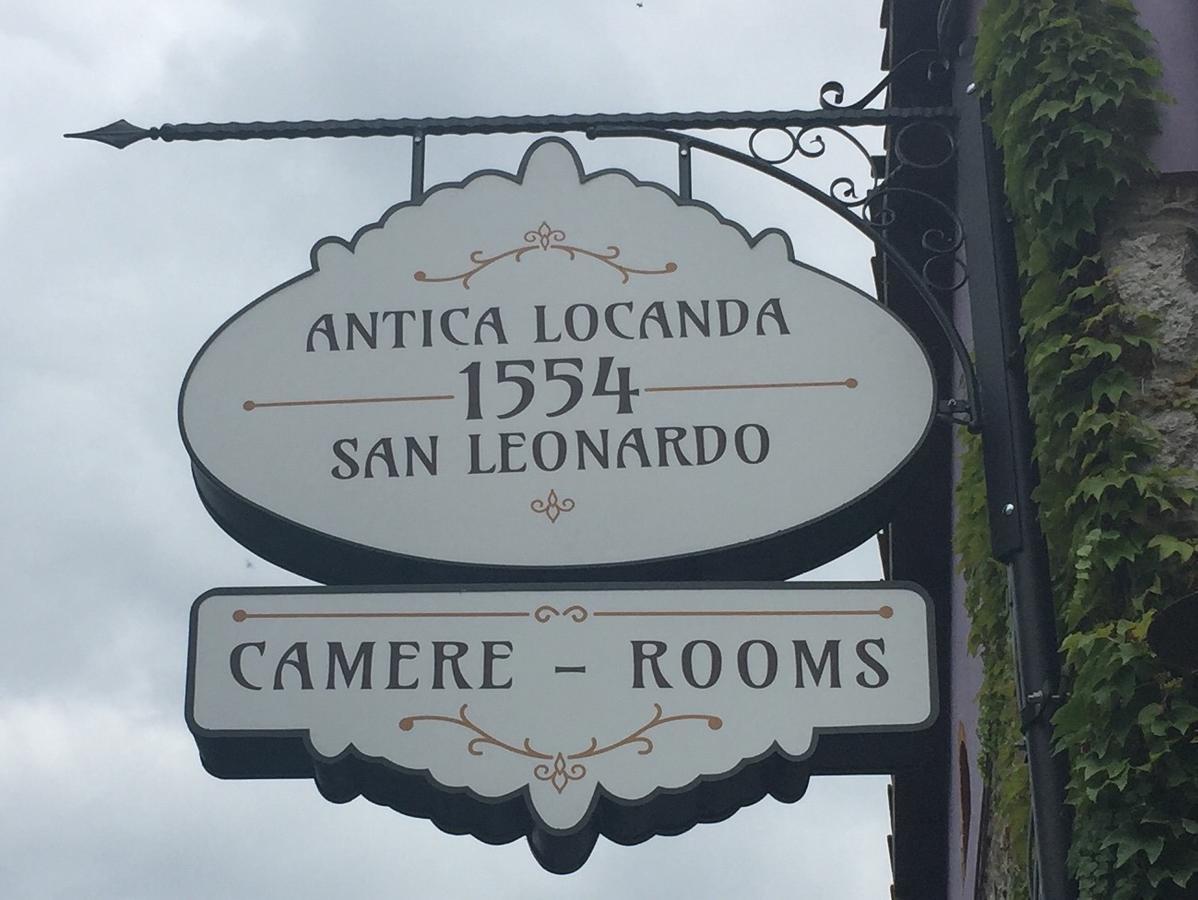 ANTICA LOCANDA
1554
SAN LEONARDO
CAMERE - ROOMS